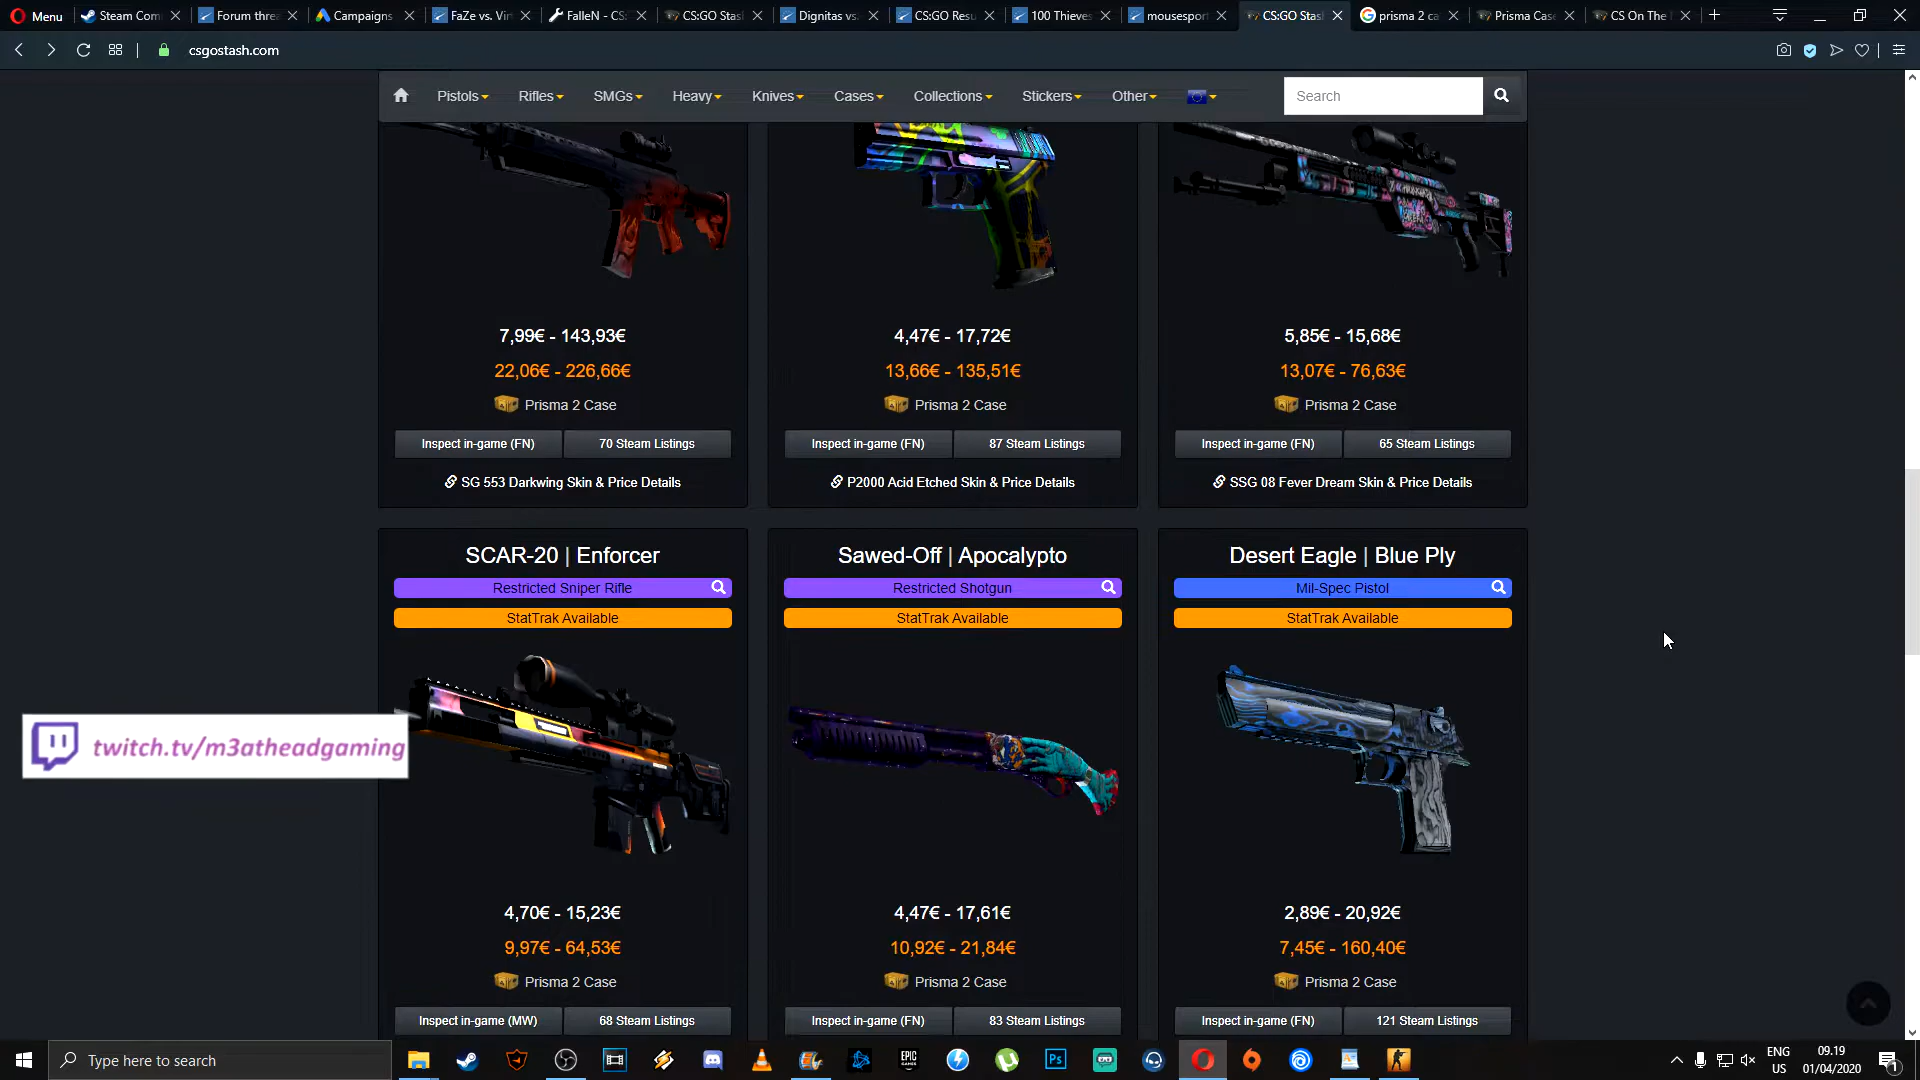 Menu
Steam Com
Forum thre
Campaigns
FaZe vs. Vir
FalleN - CS:
CS:GO Stas
Dignitas vs.
CS:GO Resu
100 Thieves
mousesport
CS:GO Stas
prisma 2 ca
Prisma Case
CS On The
csgostash.com
Pistols Rifles SMGs Heavy Knives Cases Collections Stickers Other Search
7,99€ - 143,93€
22,06€ - 226,66€
Prisma 2 Case
Inspect in-game (FN) 70 Steam Listings
SG 553 Darkwing Skin & Price Details
4,47€ - 17,72€
13,66€ - 135,51€
Prisma 2 Case
Inspect in-game (FN) 87 Steam Listings
P2000 Acid Etched Skin & Price Details
5,85€ - 15,68€
13,07€ - 76,63€
Prisma 2 Case
Inspect in-game (FN) 65 Steam Listings
SSG 08 Fever Dream Skin & Price Details
SCAR-20 | Enforcer
Restricted Sniper Rifle
StatTrak Available
4,70€ - 15,23€
9,97€ - 64,53€
Prisma 2 Case
Inspect in-game (MW) 68 Steam Listings
Sawed-Off | Apocalypto
Restricted Shotgun
StatTrak Available
4,47€ - 17,61€
10,92€ - 21,84€
Prisma 2 Case
Inspect in-game (FN) 83 Steam Listings
Desert Eagle | Blue Ply
Mil-Spec Pistol
StatTrak Available
2,89€ - 20,92€
7,45€ - 160,40€
Prisma 2 Case
Inspect in-game (FN) 121 Steam Listings
twitch.tv/m3atheadgaming
Type here to search
ENG
US
09.19
01/04/2020
1